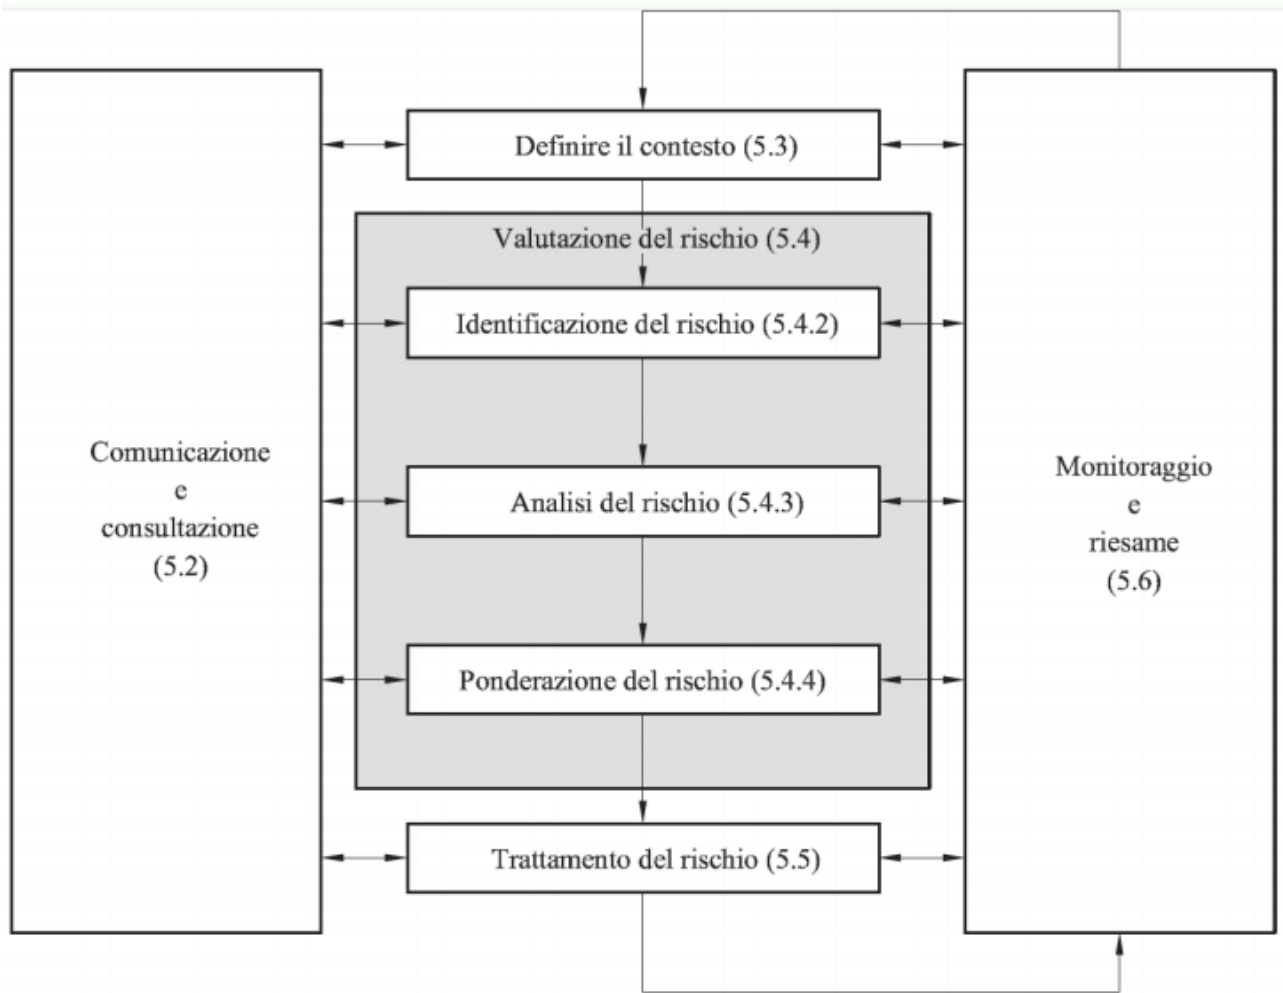 Definire il contesto (5.3)
Valutazione del rischio (5.4)
Identificazione del rischio (5.4.2)
Comunicazione
e
consultazione
(5.2)
Analisi del rischio (5.4.3)
Monitoraggio
e
riesame
(5.6)
Ponderazione del rischio (5.4.4)
Trattamento del rischio (5.5)